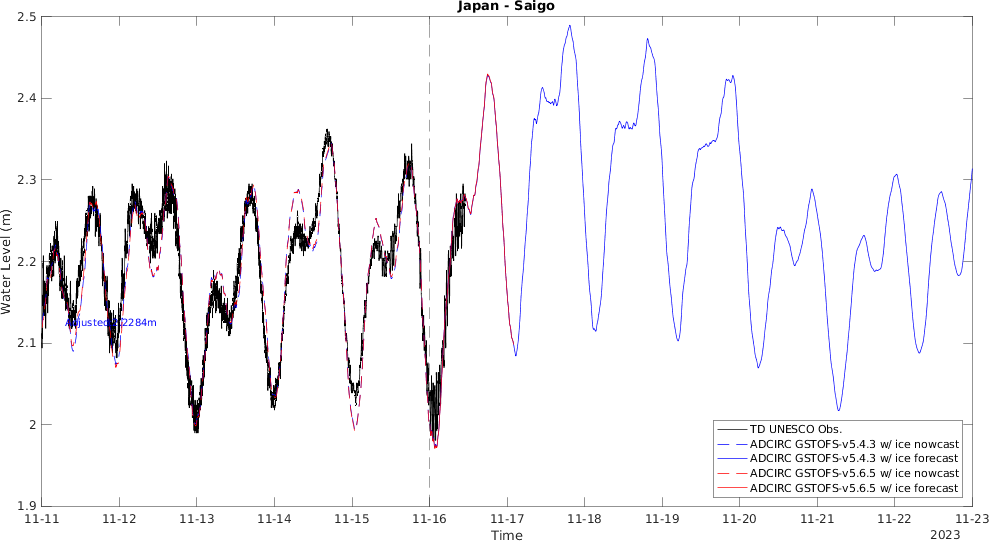 Japan - Saigo
2.5
2.4
2.3
2.2
2.1
2
1.9
Water Level (m)
2.2284m
TD UNESCO Obs.
ADCIRC GSTOFS-v5.4.3 w/ ice nowcast
ADCIRC GSTOFS-v5.4.3 w/ ice forecast
ADCIRC GSTOFS-v5.6.5 w/ ice nowcast
ADCIRC GSTOFS-v5.6.5 w/ ice forecast
11-11 11-12 11-13 11-14 11-15 11-16 11-17 11-18 11-19 11-20 11-21 11-22 11-23
Time
2023